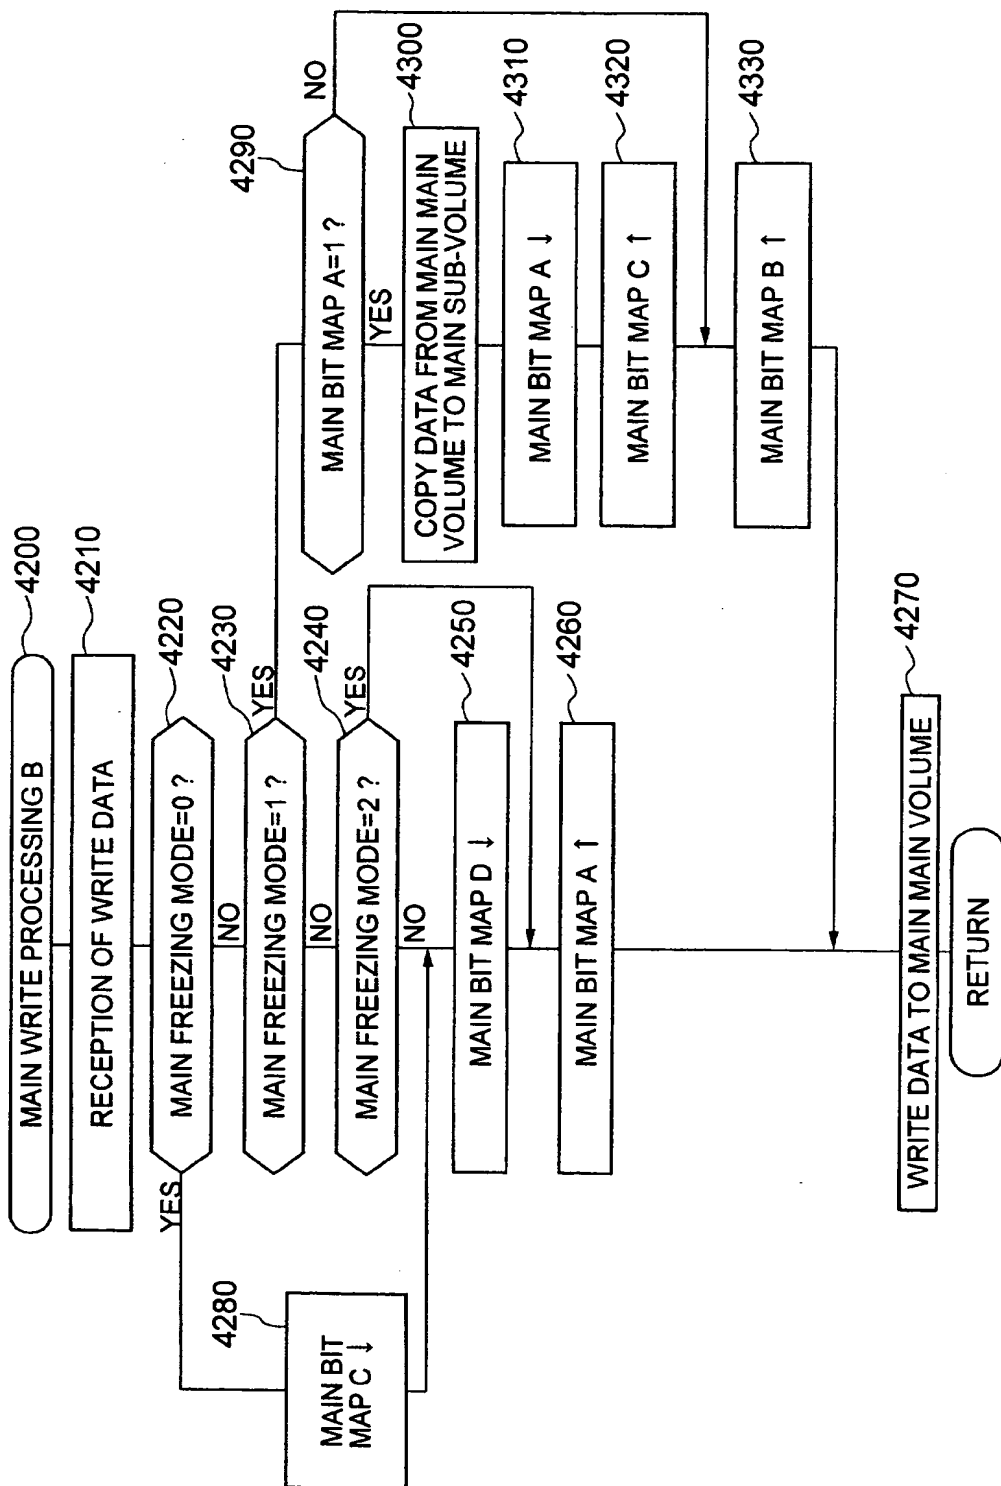 MAIN WRITE PROCESSING B
4200
RECEPTION OF WRITE DATA
4210
MAIN FREEZING MODE=0 ?
4220
YES
NO
MAIN FREEZING MODE=1 ?
4230
YES
NO
MAIN FREEZING MODE=2 ?
4240
YES
NO
MAIN BIT
MAP C ↓
4280
MAIN BIT MAP D ↓
4250
MAIN BIT MAP A ↑
4260
MAIN BIT MAP A=1 ?
4290
NO
YES
COPY DATA FROM MAIN MAIN
VOLUME TO MAIN SUB-VOLUME
4300
MAIN BIT MAP A ↓
4310
MAIN BIT MAP C ↑
4320
MAIN BIT MAP B ↑
4330
WRITE DATA TO MAIN MAIN VOLUME
4270
RETURN